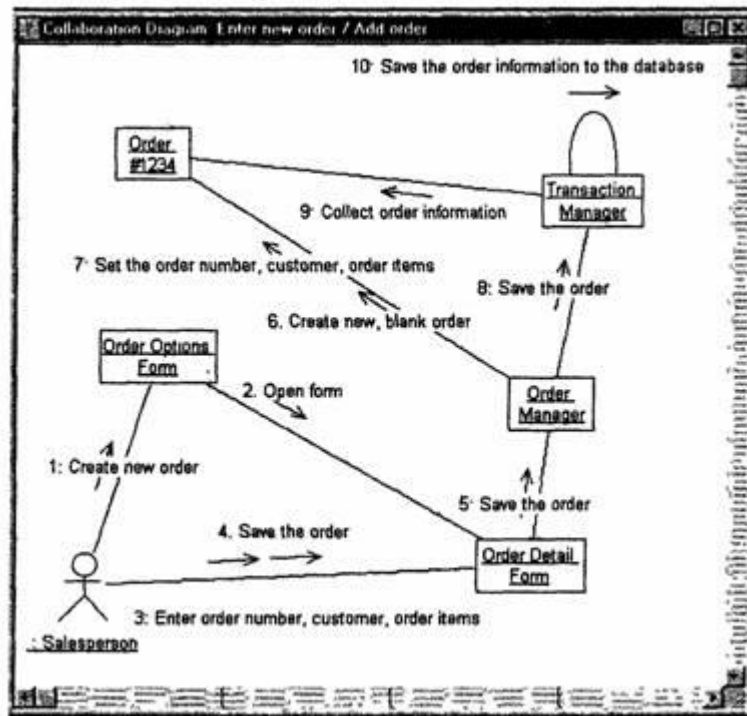 Collaboration Diagram Enter new order / Add order
10· Save the order information to the database
Order
#1234
Transaction
Manager
9· Collect order information
7· Set the order number, customer, order items
8: Save the order
6. Create new, blank order
Order Options
Form
2. Open form
Order
Manager
1: Create new order
5· Save the order
4. Save the order
Order Detail
Form
3: Enter order number, customer, order items
: Salesperson